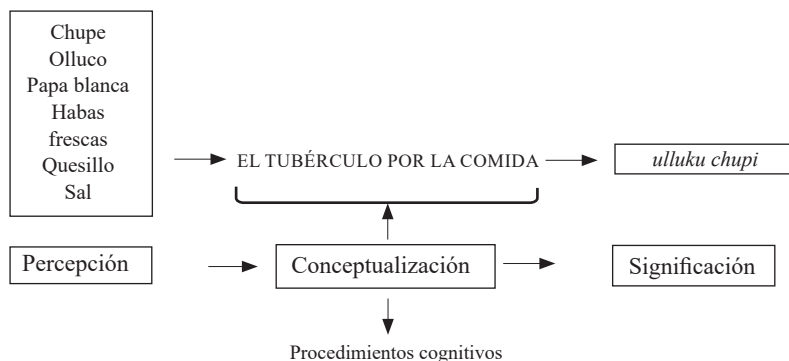 Chupe
Olluco
Papa blanca
Habas
frescas
Quesillo
Sal
EL TUBÉRCULO POR LA COMIDA
ulluku chupi
Percepción
Conceptualización
Significación
Procedimientos cognitivos